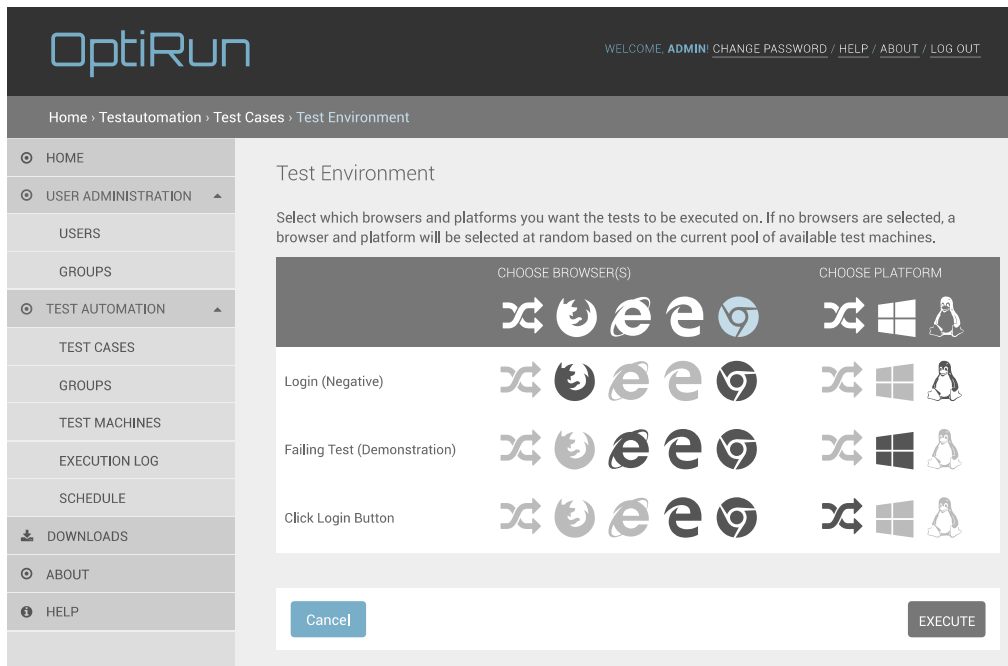 OptiRun
WELCOME, ADMIN! CHANGE PASSWORD / HELP / ABOUT / LOG OUT
Home › Testautomation › Test Cases › Test Environment
HOME
USER ADMINISTRATION
USERS
GROUPS
TEST AUTOMATION
TEST CASES
GROUPS
TEST MACHINES
EXECUTION LOG
SCHEDULE
DOWNLOADS
ABOUT
HELP
Test Environment
Select which browsers and platforms you want the tests to be executed on. If no browsers are selected, a
browser and platform will be selected at random based on the current pool of available test machines.
CHOOSE BROWSER(S) CHOOSE PLATFORM
Login (Negative)
Failing Test (Demonstration)
Click Login Button
Cancel EXECUTE